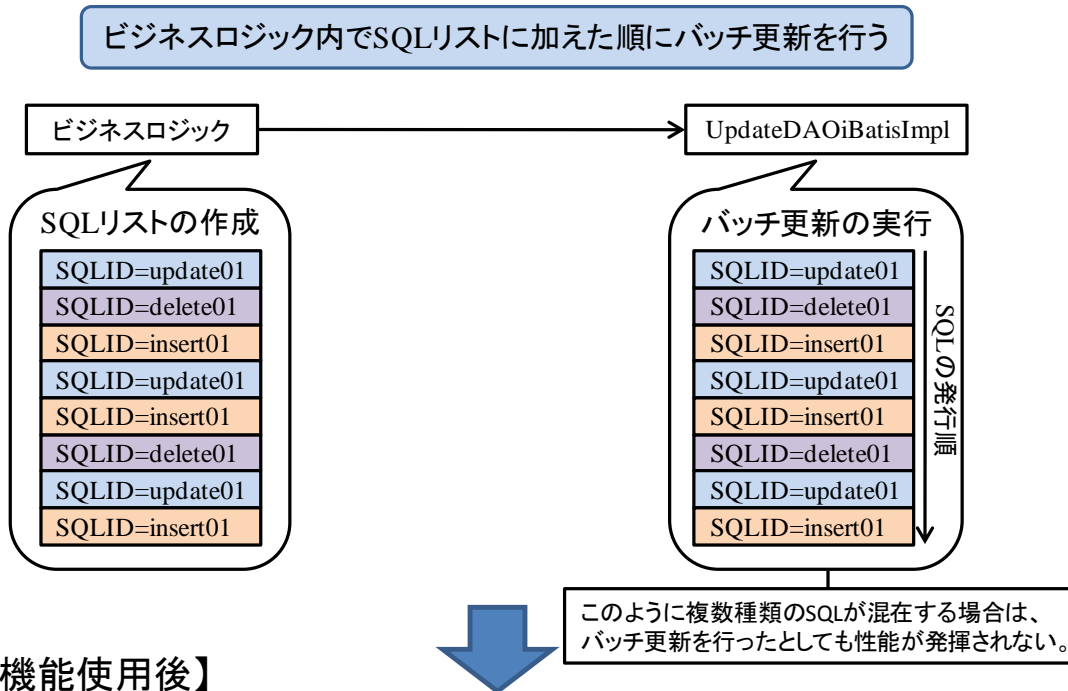 ビジネスロジック内でSQLリストに加えた順にバッチ更新を行う
ビジネスロジック
UpdateDAOiBatisImpl
SQLリストの作成
SQLID=update01
SQLID=delete01
SQLID=insert01
SQLID=update01
SQLID=insert01
SQLID=delete01
SQLID=update01
SQLID=insert01
バッチ更新の実行
SQLID=update01
SQLID=delete01
SQLID=insert01
SQLID=update01
SQLID=insert01
SQLID=delete01
SQLID=update01
SQLID=insert01
SQLの発行順
このように複数種類のSQLが混在する場合は、
バッチ更新を行ったとしても性能が発揮されない。
機能使用後】